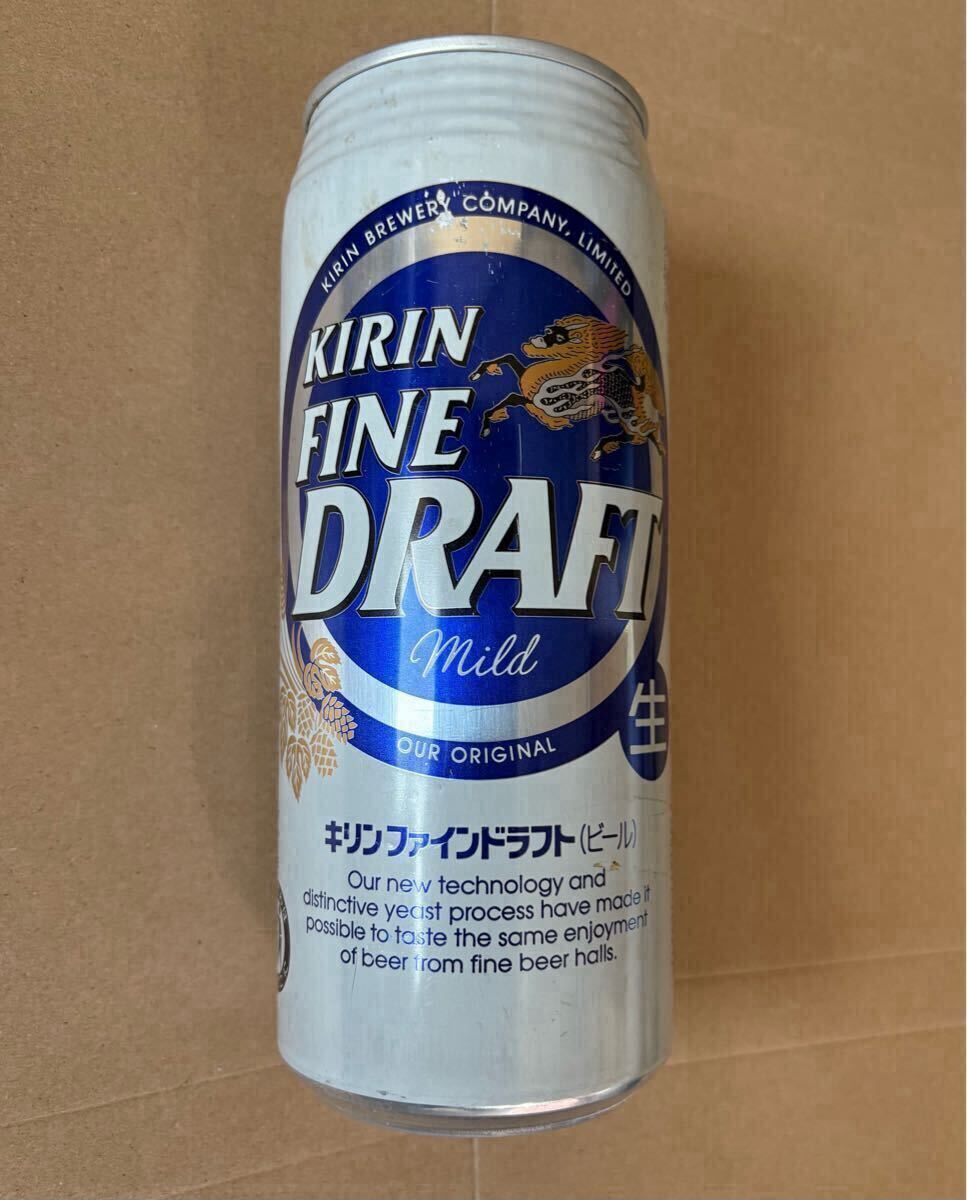 KIRIN BREWERY COMPANY, LIMITED
KIRIN
FINE
DRAFT
Mild
生
OUR ORIGINAL
キリンファインドラフト(ビール)
Our new technology and
distinctive yeast process have made it
possible to taste the same enjoyment
of beer from fine beer halls.